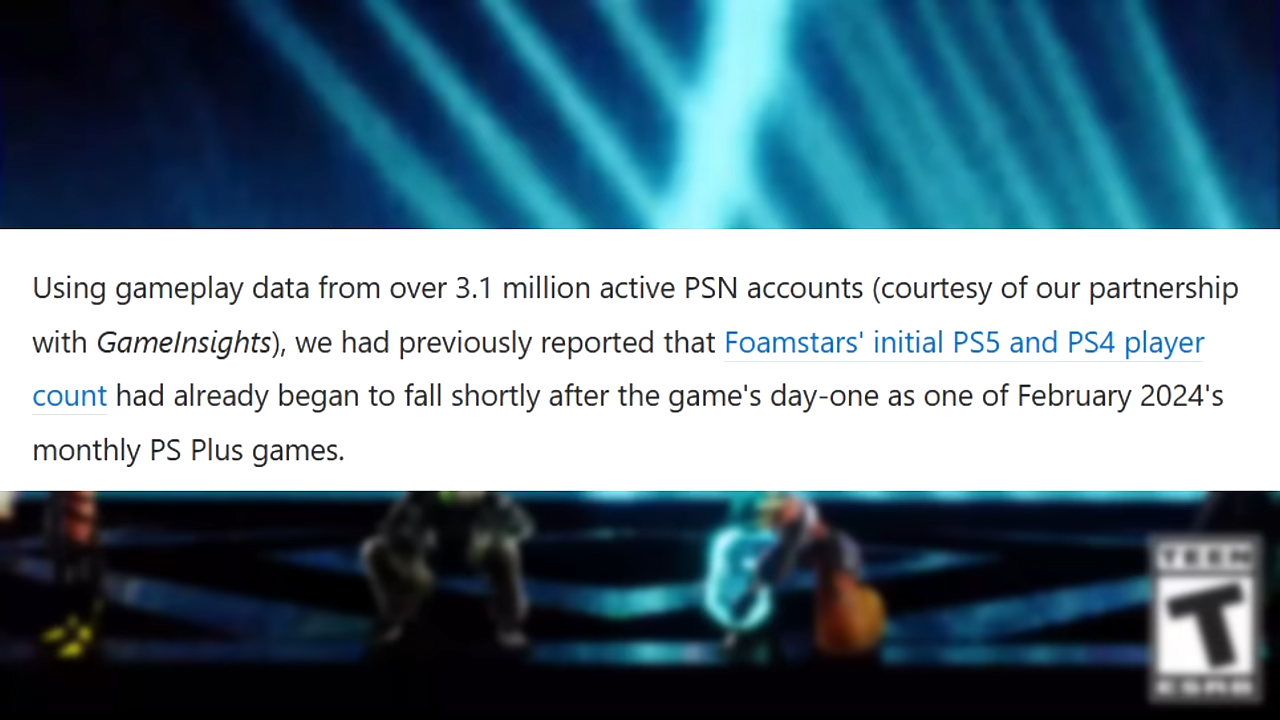 Using gameplay data from over 3.1 million active PSN accounts (courtesy of our partnership
with GameInsights), we had previously reported that Foamstars' initial PS5 and PS4 player
count had already began to fall shortly after the game's day-one as one of February 2024's
monthly PS Plus games.
TEEN
T
ESRB